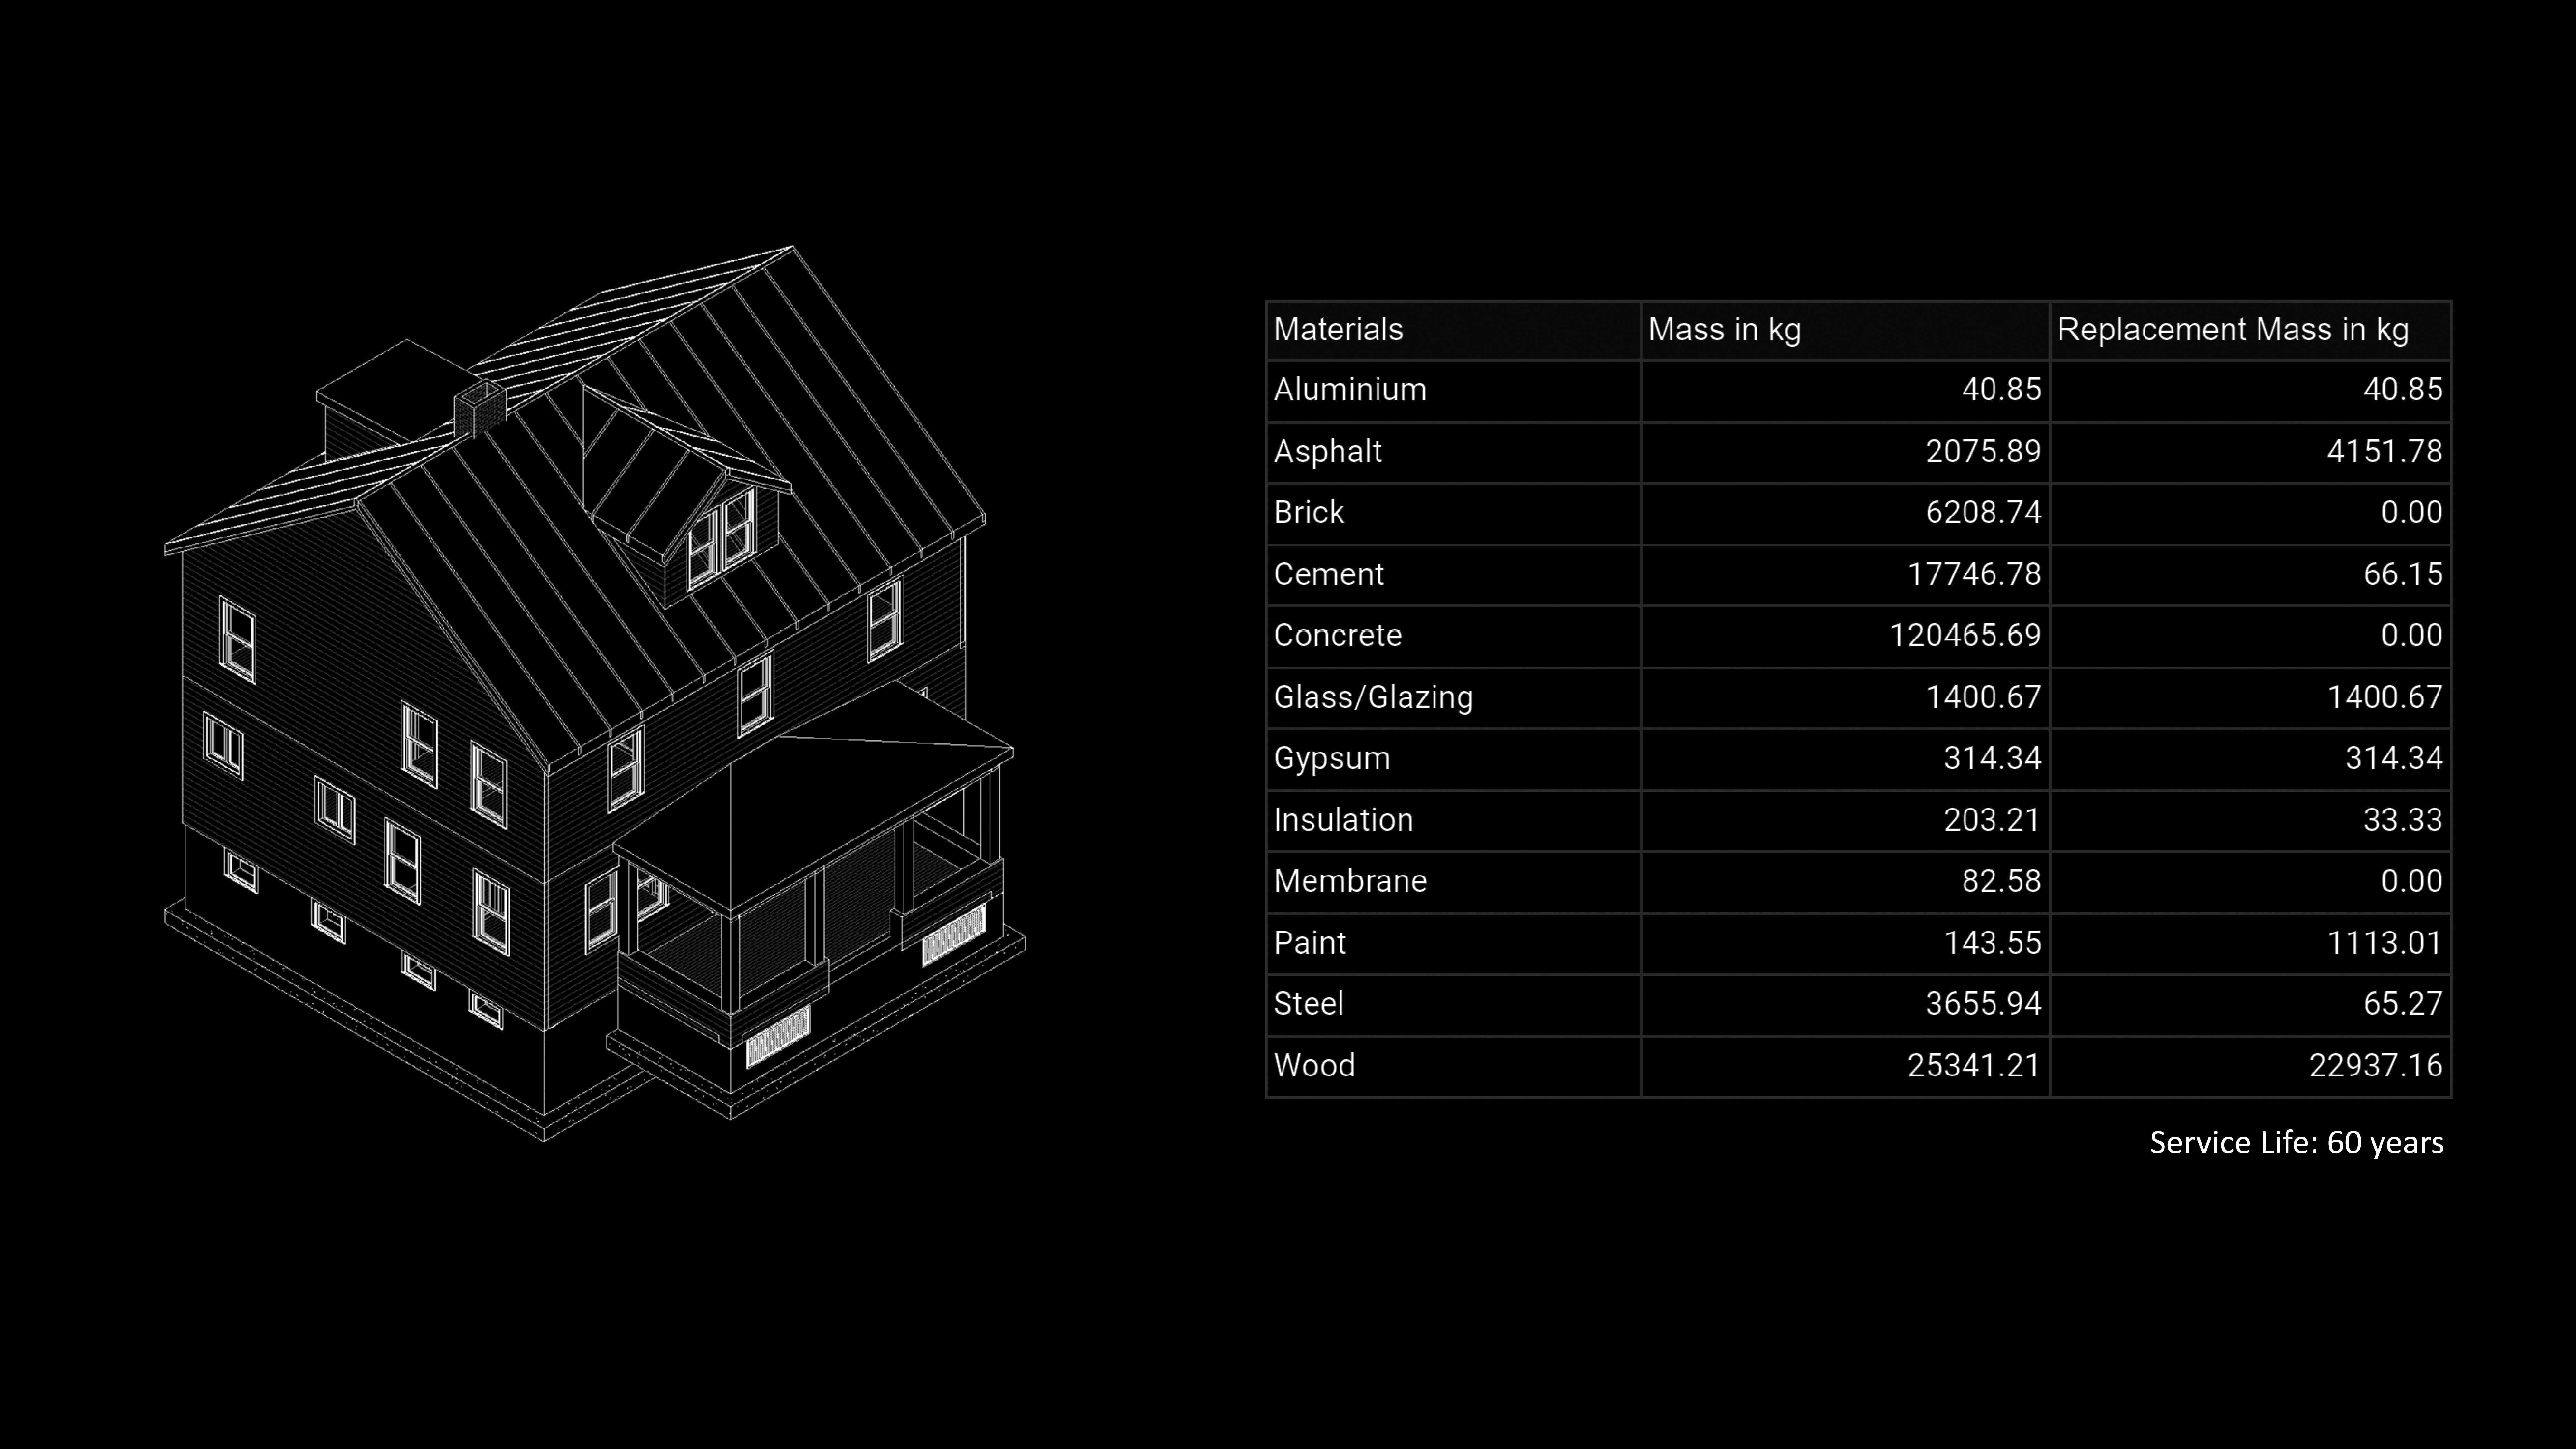 Materials Mass in kg Replacement Mass in kg
Aluminium 40.85 40.85
Asphalt 2075.89 4151.78
Brick 6208.74 0.00
Cement 17746.78 66.15
Concrete 120465.69 0.00
Glass/Glazing 1400.67 1400.67
Gypsum 314.34 314.34
Insulation 203.21 33.33
Membrane 82.58 0.00
Paint 143.55 1113.01
Steel 3655.94 65.27
Wood 25341.21 22937.16
Service Life: 60 years